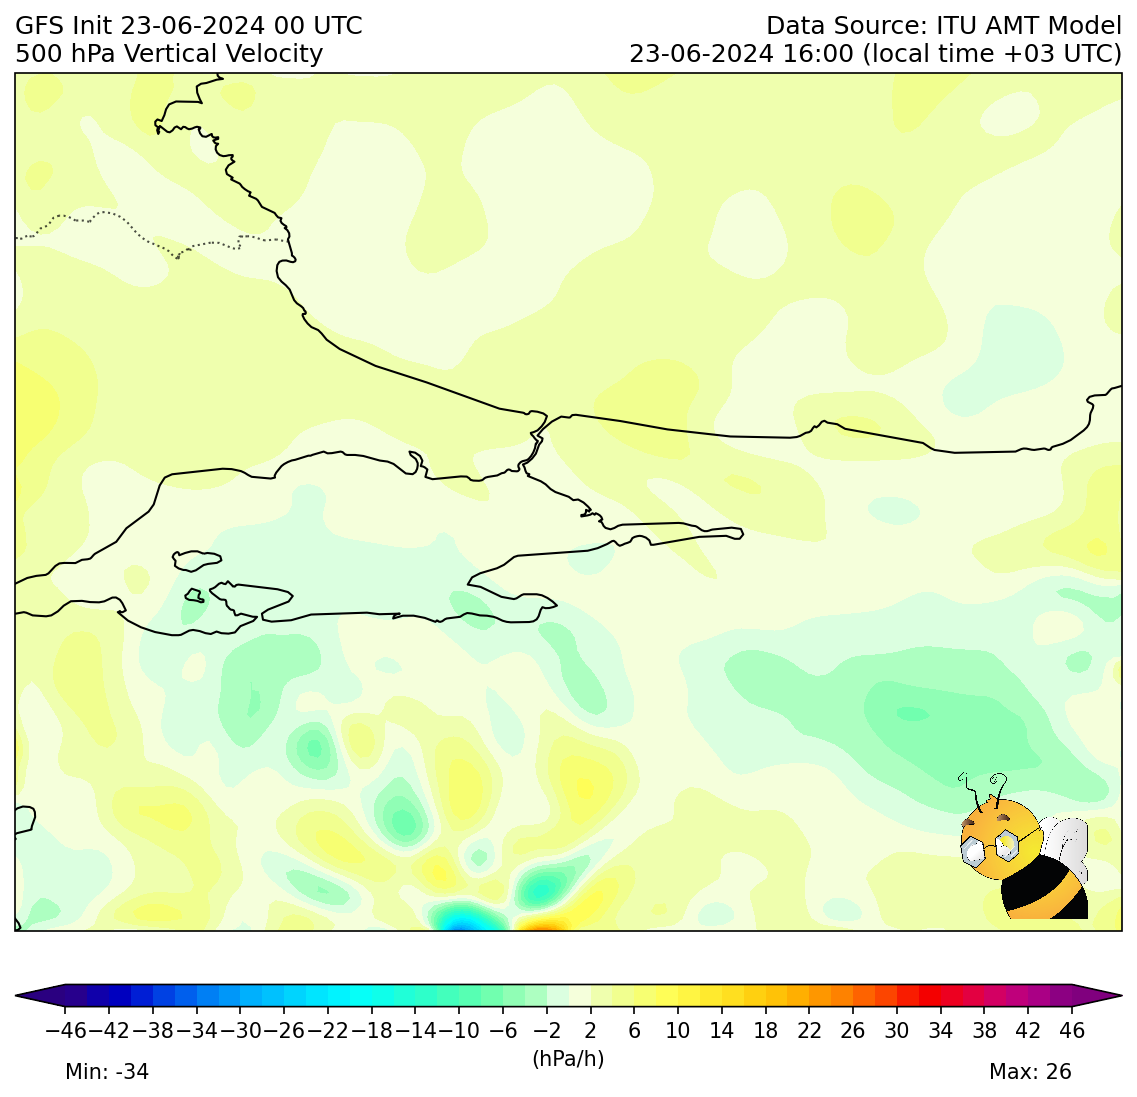 GFS Init 23-06-2024 00 UTC
Data Source: ITU AMT Model
500 hPa Vertical Velocity
23-06-2024 16:00 (local time +03 UTC)
−46 −42 −38 −34 −30 −26 −22 −18 −14 −10 −6 −2 2 6 10 14 18 22 26 30 34 38 42 46
(hPa/h)
Min: -34
Max: 26